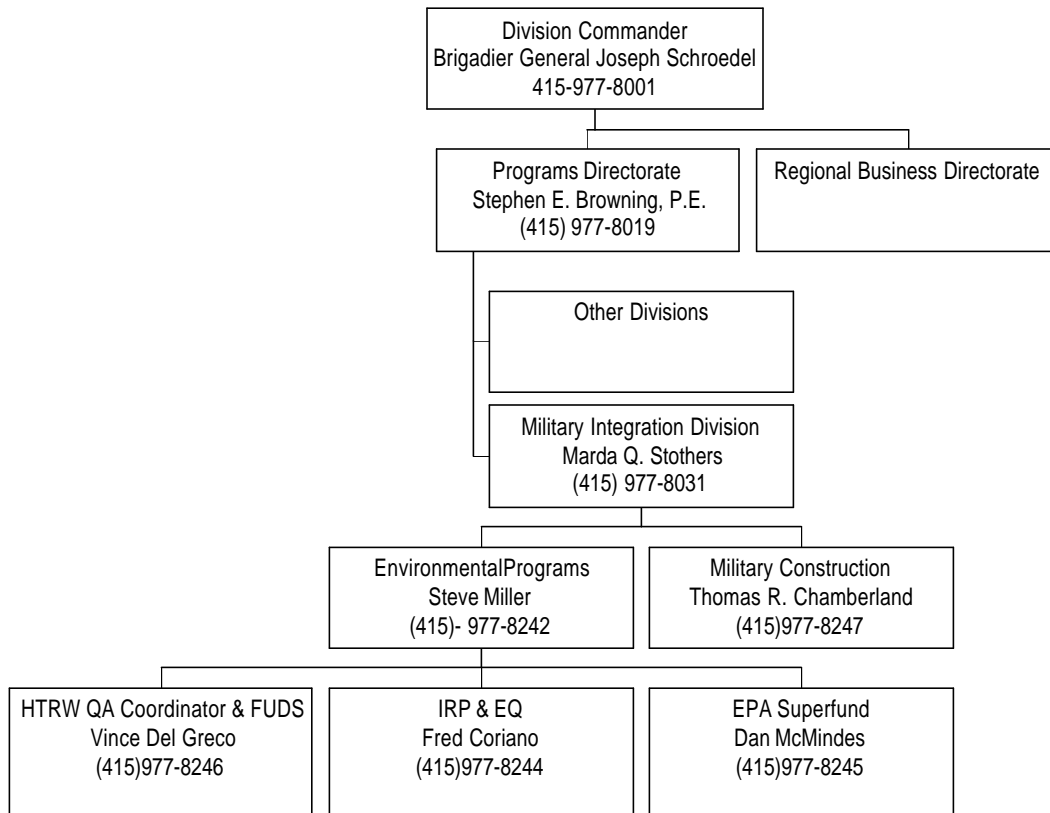 Division Commander
Brigadier General Joseph Schroedel
415-977-8001
Programs Directorate
Stephen E. Browning, P.E.
(415) 977-8019
Regional Business Directorate
Other Divisions
Military Integration Division
Marda Q. Stothers
(415) 977-8031
EnvironmentalPrograms
Steve Miller
(415)- 977-8242
Military Construction
Thomas R. Chamberland
(415)977-8247
HTRW QA Coordinator & FUDS
Vince Del Greco
(415)977-8246
IRP & EQ
Fred Coriano
(415)977-8244
EPA Superfund
Dan McMindes
(415)977-8245